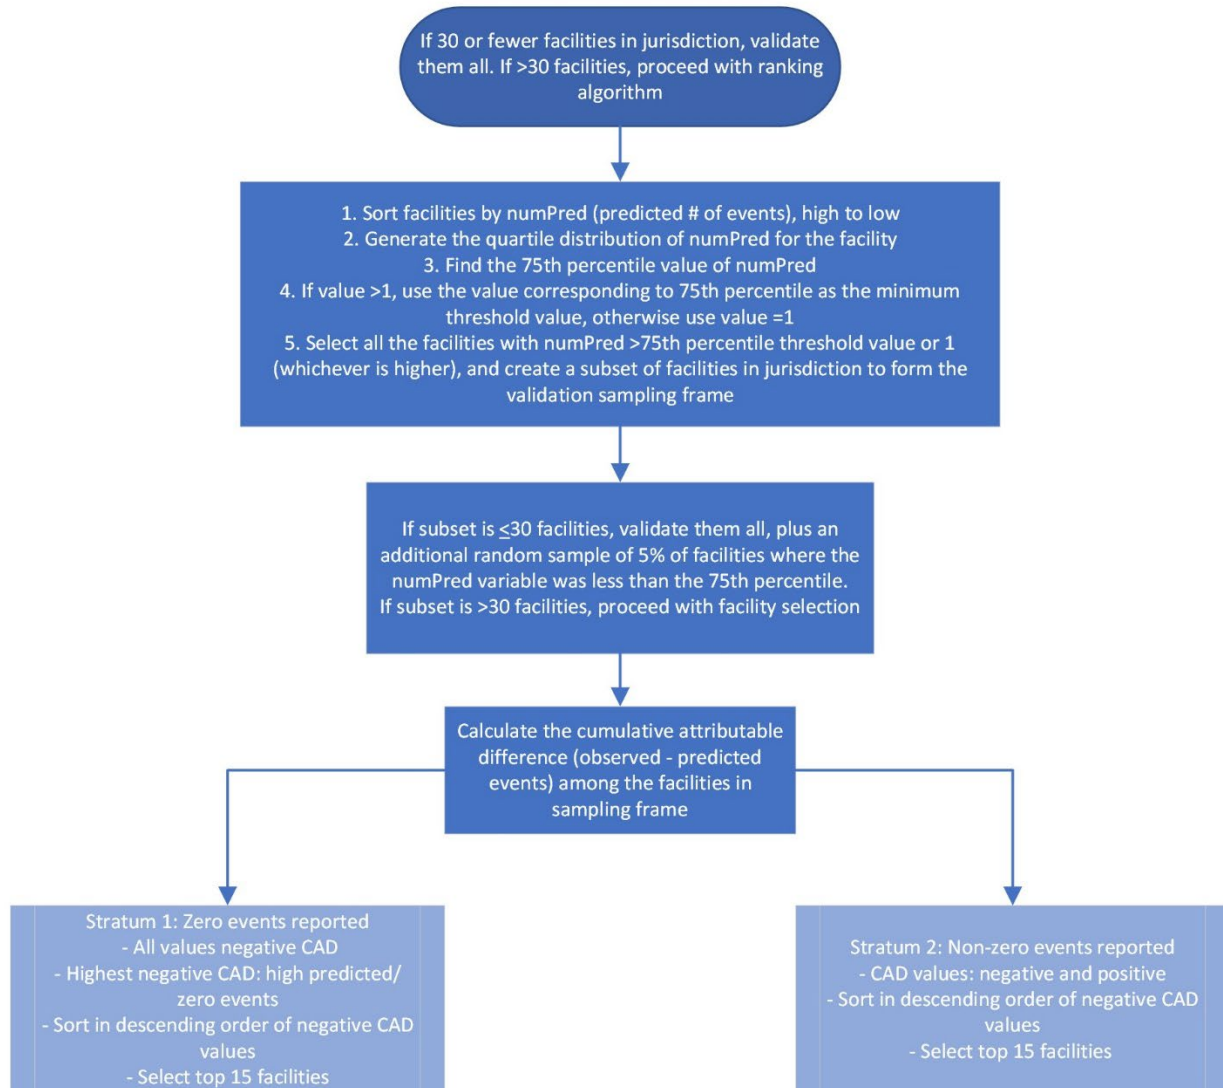 If 30 or fewer facilities in jurisdiction, validate
them all. If >30 facilities, proceed with ranking
algorithm
1. Sort facilities by numPred (predicted # of events), high to low
2. Generate the quartile distribution of numPred for the facility
3. Find the 75th percentile value of numPred
4. If value >1, use the value corresponding to 75th percentile as the minimum
threshold value, otherwise use value =1
5. Select all the facilities with numPred >75th percentile threshold value or 1
(whichever is higher), and create a subset of facilities in jurisdiction to form the
validation sampling frame
If subset is ≤30 facilities, validate them all, plus an
additional random sample of 5% of facilities where the
numPred variable was less than the 75th percentile.
If subset is >30 facilities, proceed with facility selection
Calculate the cumulative attributable
difference (observed - predicted
events) among the facilities in
sampling frame
Stratum 1: Zero events reported
- All values negative CAD
- Highest negative CAD: high predicted/
zero events
- Sort in descending order of negative CAD
values
- Select top 15 facilities
Stratum 2: Non-zero events reported
- CAD values: negative and positive
- Sort in descending order of negative CAD
values
- Select top 15 facilities